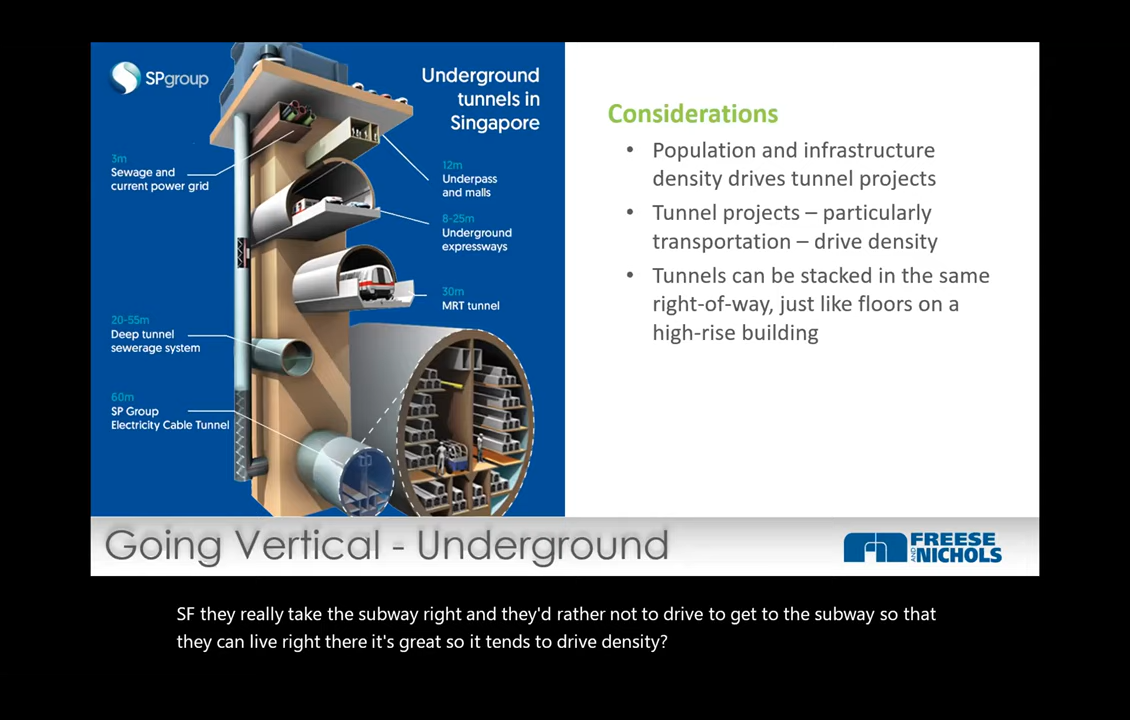 SPgroup
Underground
tunnels in
Singapore
3m
Sewage and
current power grid
12m
Underpass
and malls
8-25m
Underground
expressways
30m
MRT tunnel
20-55m
Deep tunnel
sewerage system
60m
SP Group
Electricity Cable Tunnel
Considerations
• Population and infrastructure
density drives tunnel projects
• Tunnel projects – particularly
transportation – drive density
• Tunnels can be stacked in the same
right-of-way, just like floors on a
high-rise building
Going Vertical - Underground
FREESE
AND NICHOLS
SF they really take the subway right and they'd rather not to drive to get to the subway so that
they can live right there it's great so it tends to drive density?